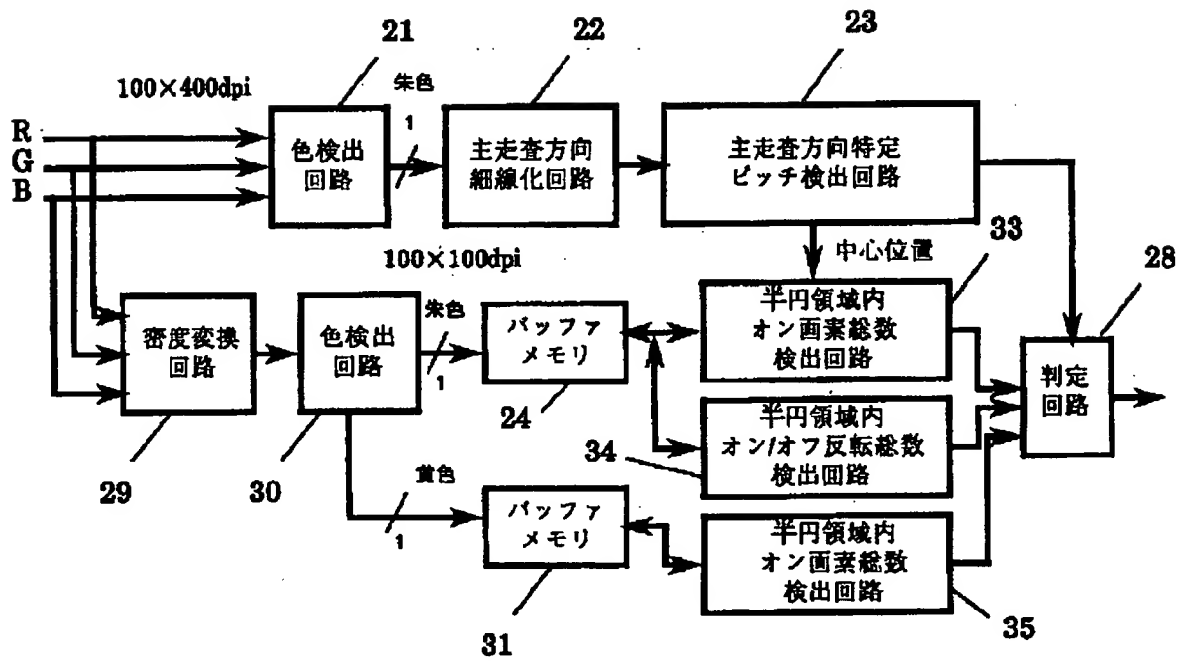 21
22
23
100×400dpi
朱色
R
G
B
1
色検出
回路
主走査方向
細線化回路
主走査方向特定
ピッチ検出回路
100×100dpi
中心位置
33
28
密度変換
回路
色検出
回路
朱色
1
バッファ
メモリ
半円領域内
オン画素総数
検出回路
判定
回路
29
30
24
34
半円領域内
オン/オフ反転総数
検出回路
黄色
1
バッファ
メモリ
半円領域内
オン画素総数
検出回路
31
35